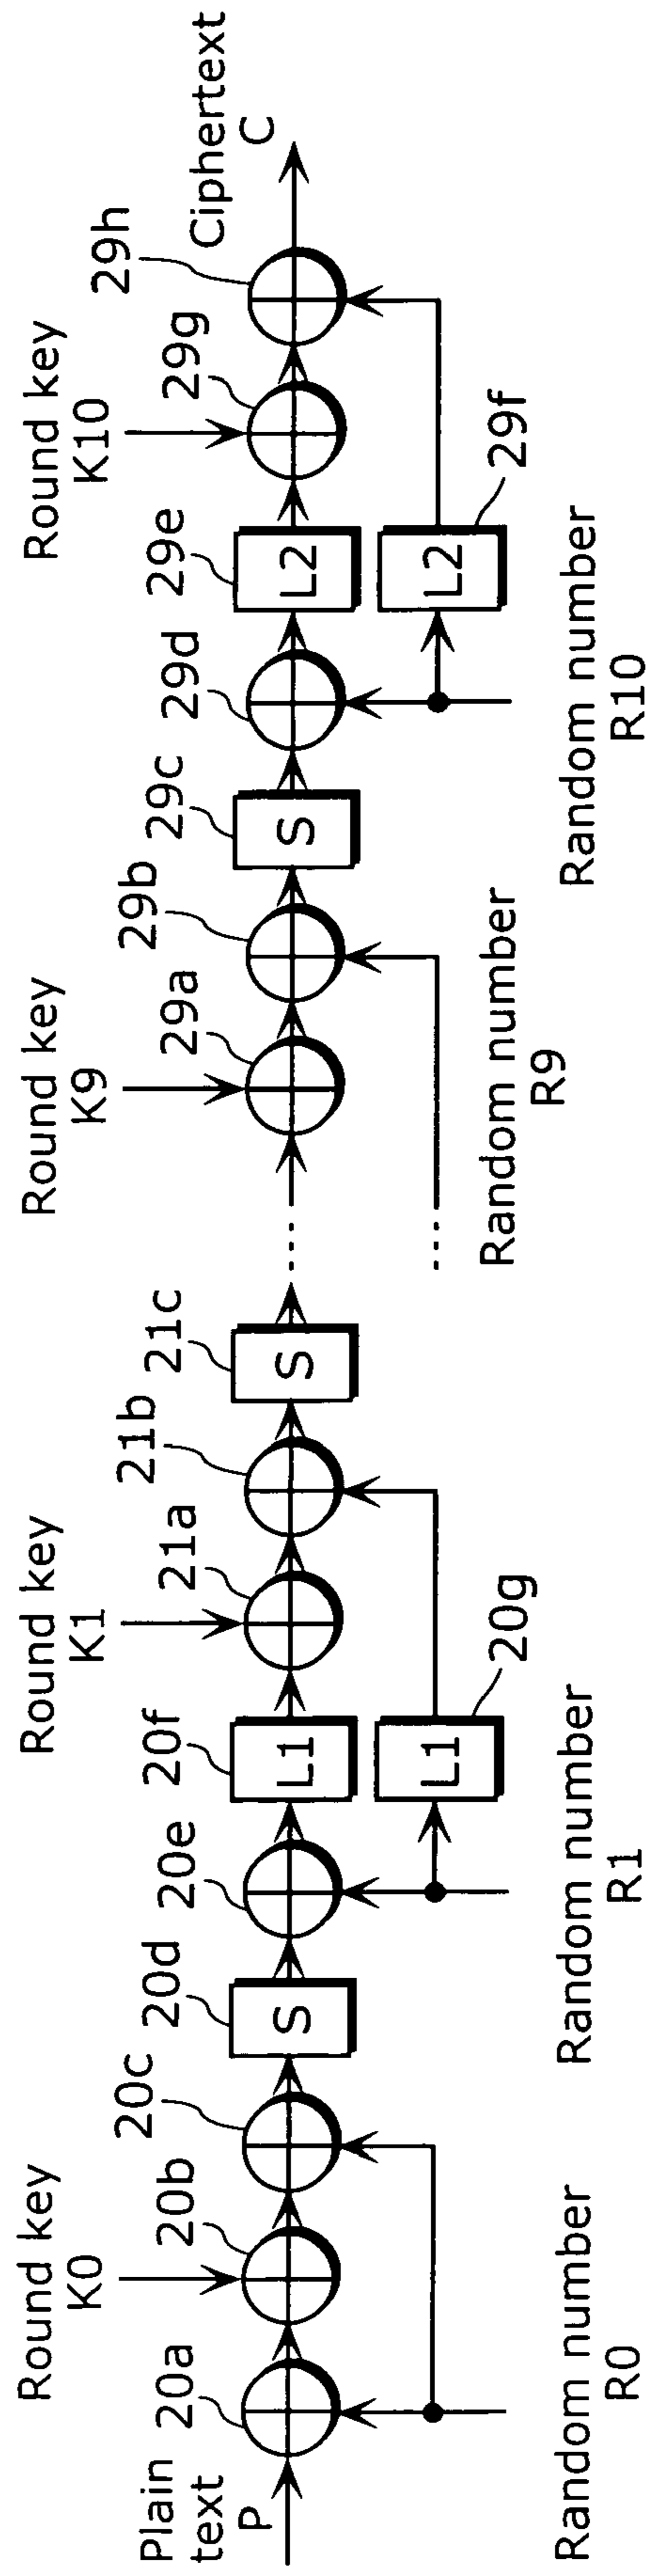 Plain
text
P
20a
Round key
K0
20b
20c
Random number
R0
20d
S
20e
20f
L1
L1
20g
Random number
R1
Round key
K1
21a
21b
21c
S
Round key
K9
29a
29b
Random number
R9
29c
S
29d
29e
L2
L2
29f
Random number
R10
Round key
K10
29g
29h
Ciphertext
C